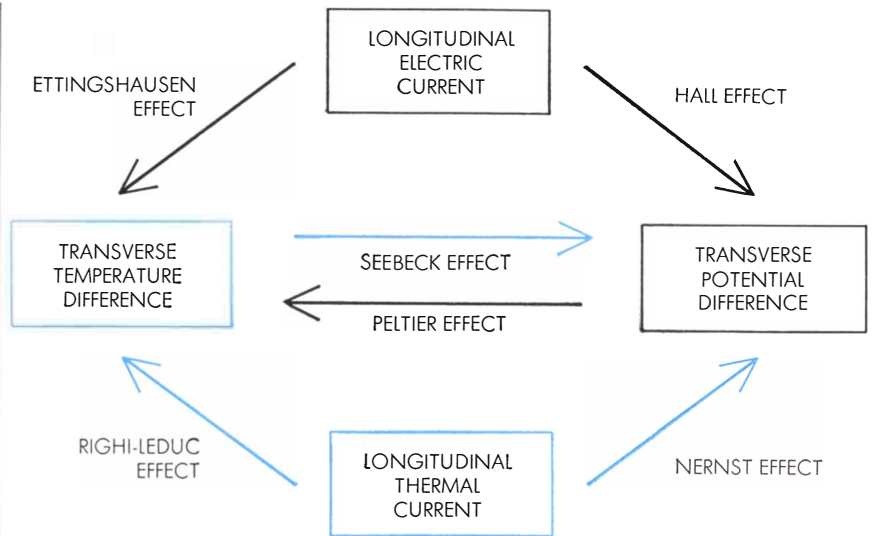 LONGITUDINAL
ELECTRIC
CURRENT
ETTINGSHAUSEN
EFFECT
HALL EFFECT
TRANSVERSE
TEMPERATURE
DIFFERENCE
SEEBECK EFFECT
PELTIER EFFECT
TRANSVERSE
POTENTIAL
DIFFERENCE
RIGHI-LEDUC
EFFECT
LONGITUDINAL
THERMAL
CURRENT
NERNST EFFECT